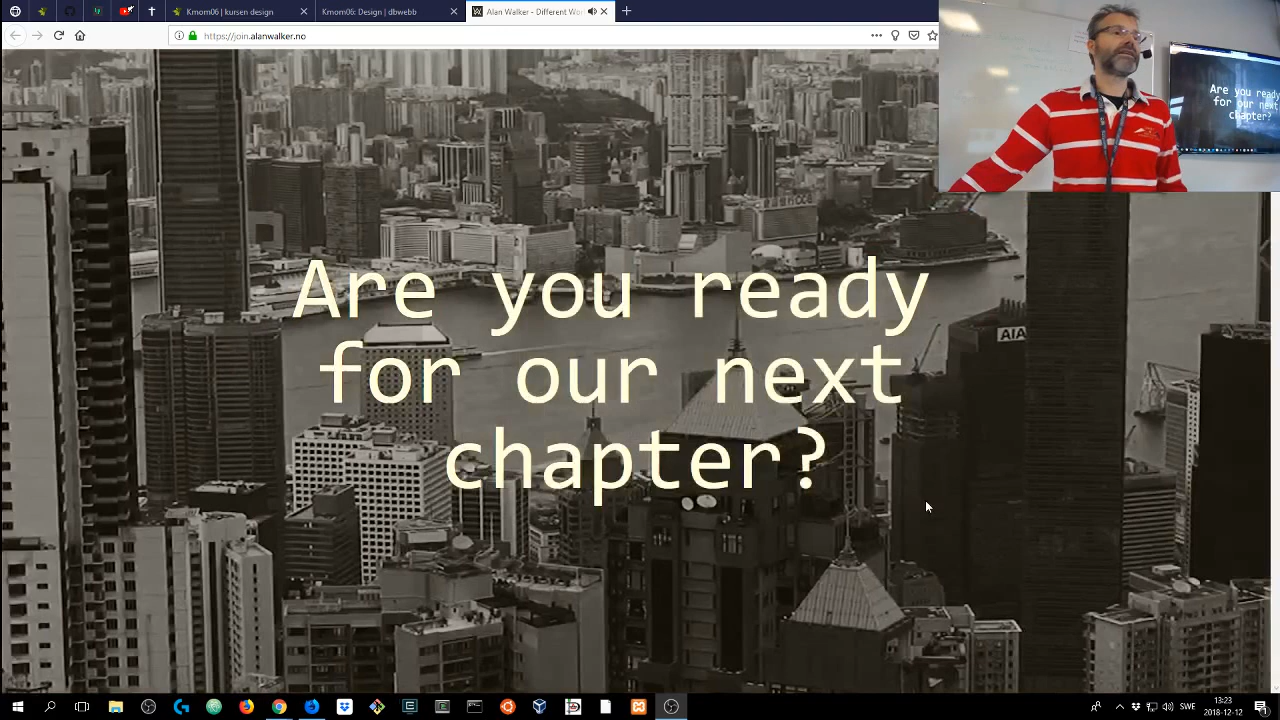 Kmom06 | kursen design
Kmom06: Design | dbwebb
Alan Walker - Different Wor
https://join.alanwalker.no
Are you ready
for our next
chapter?
Are you ready
for our next
chapter?
AIA
SWE
13:23
2018-12-12